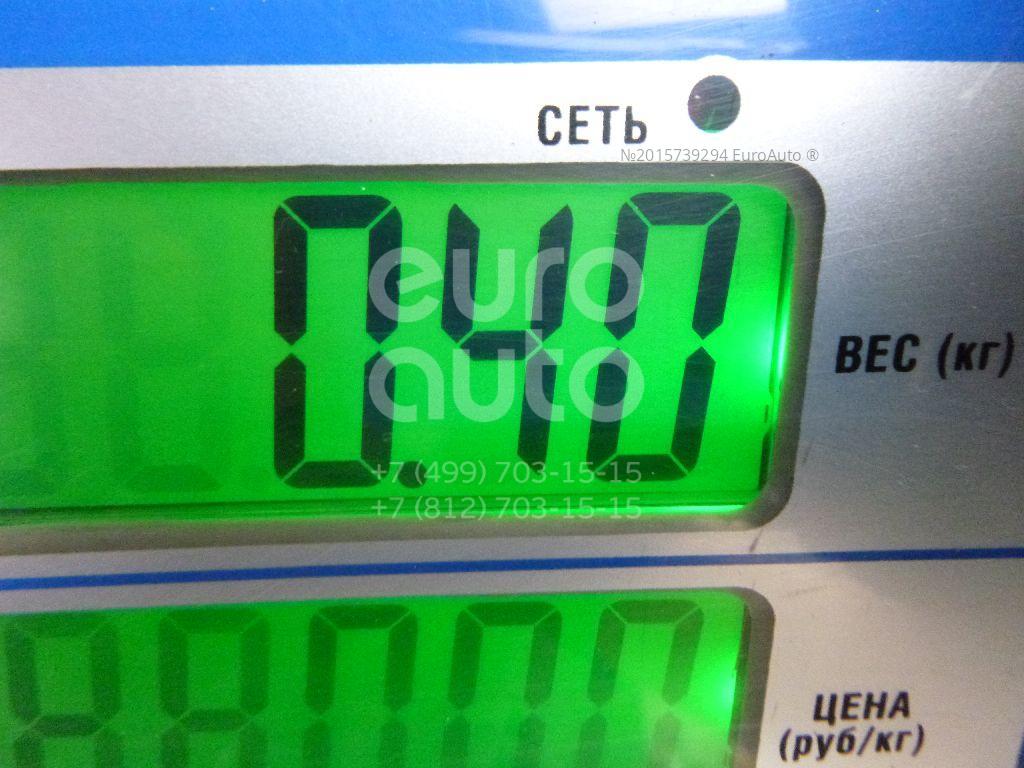 СЕТЬ
№2015739294 EuroAuto ®
0.40
euro
auto
ВЕС (кг)
+7 (499) 703-15-15
+7 (812) 703-15-15
ЦЕНА
(руб/кг)